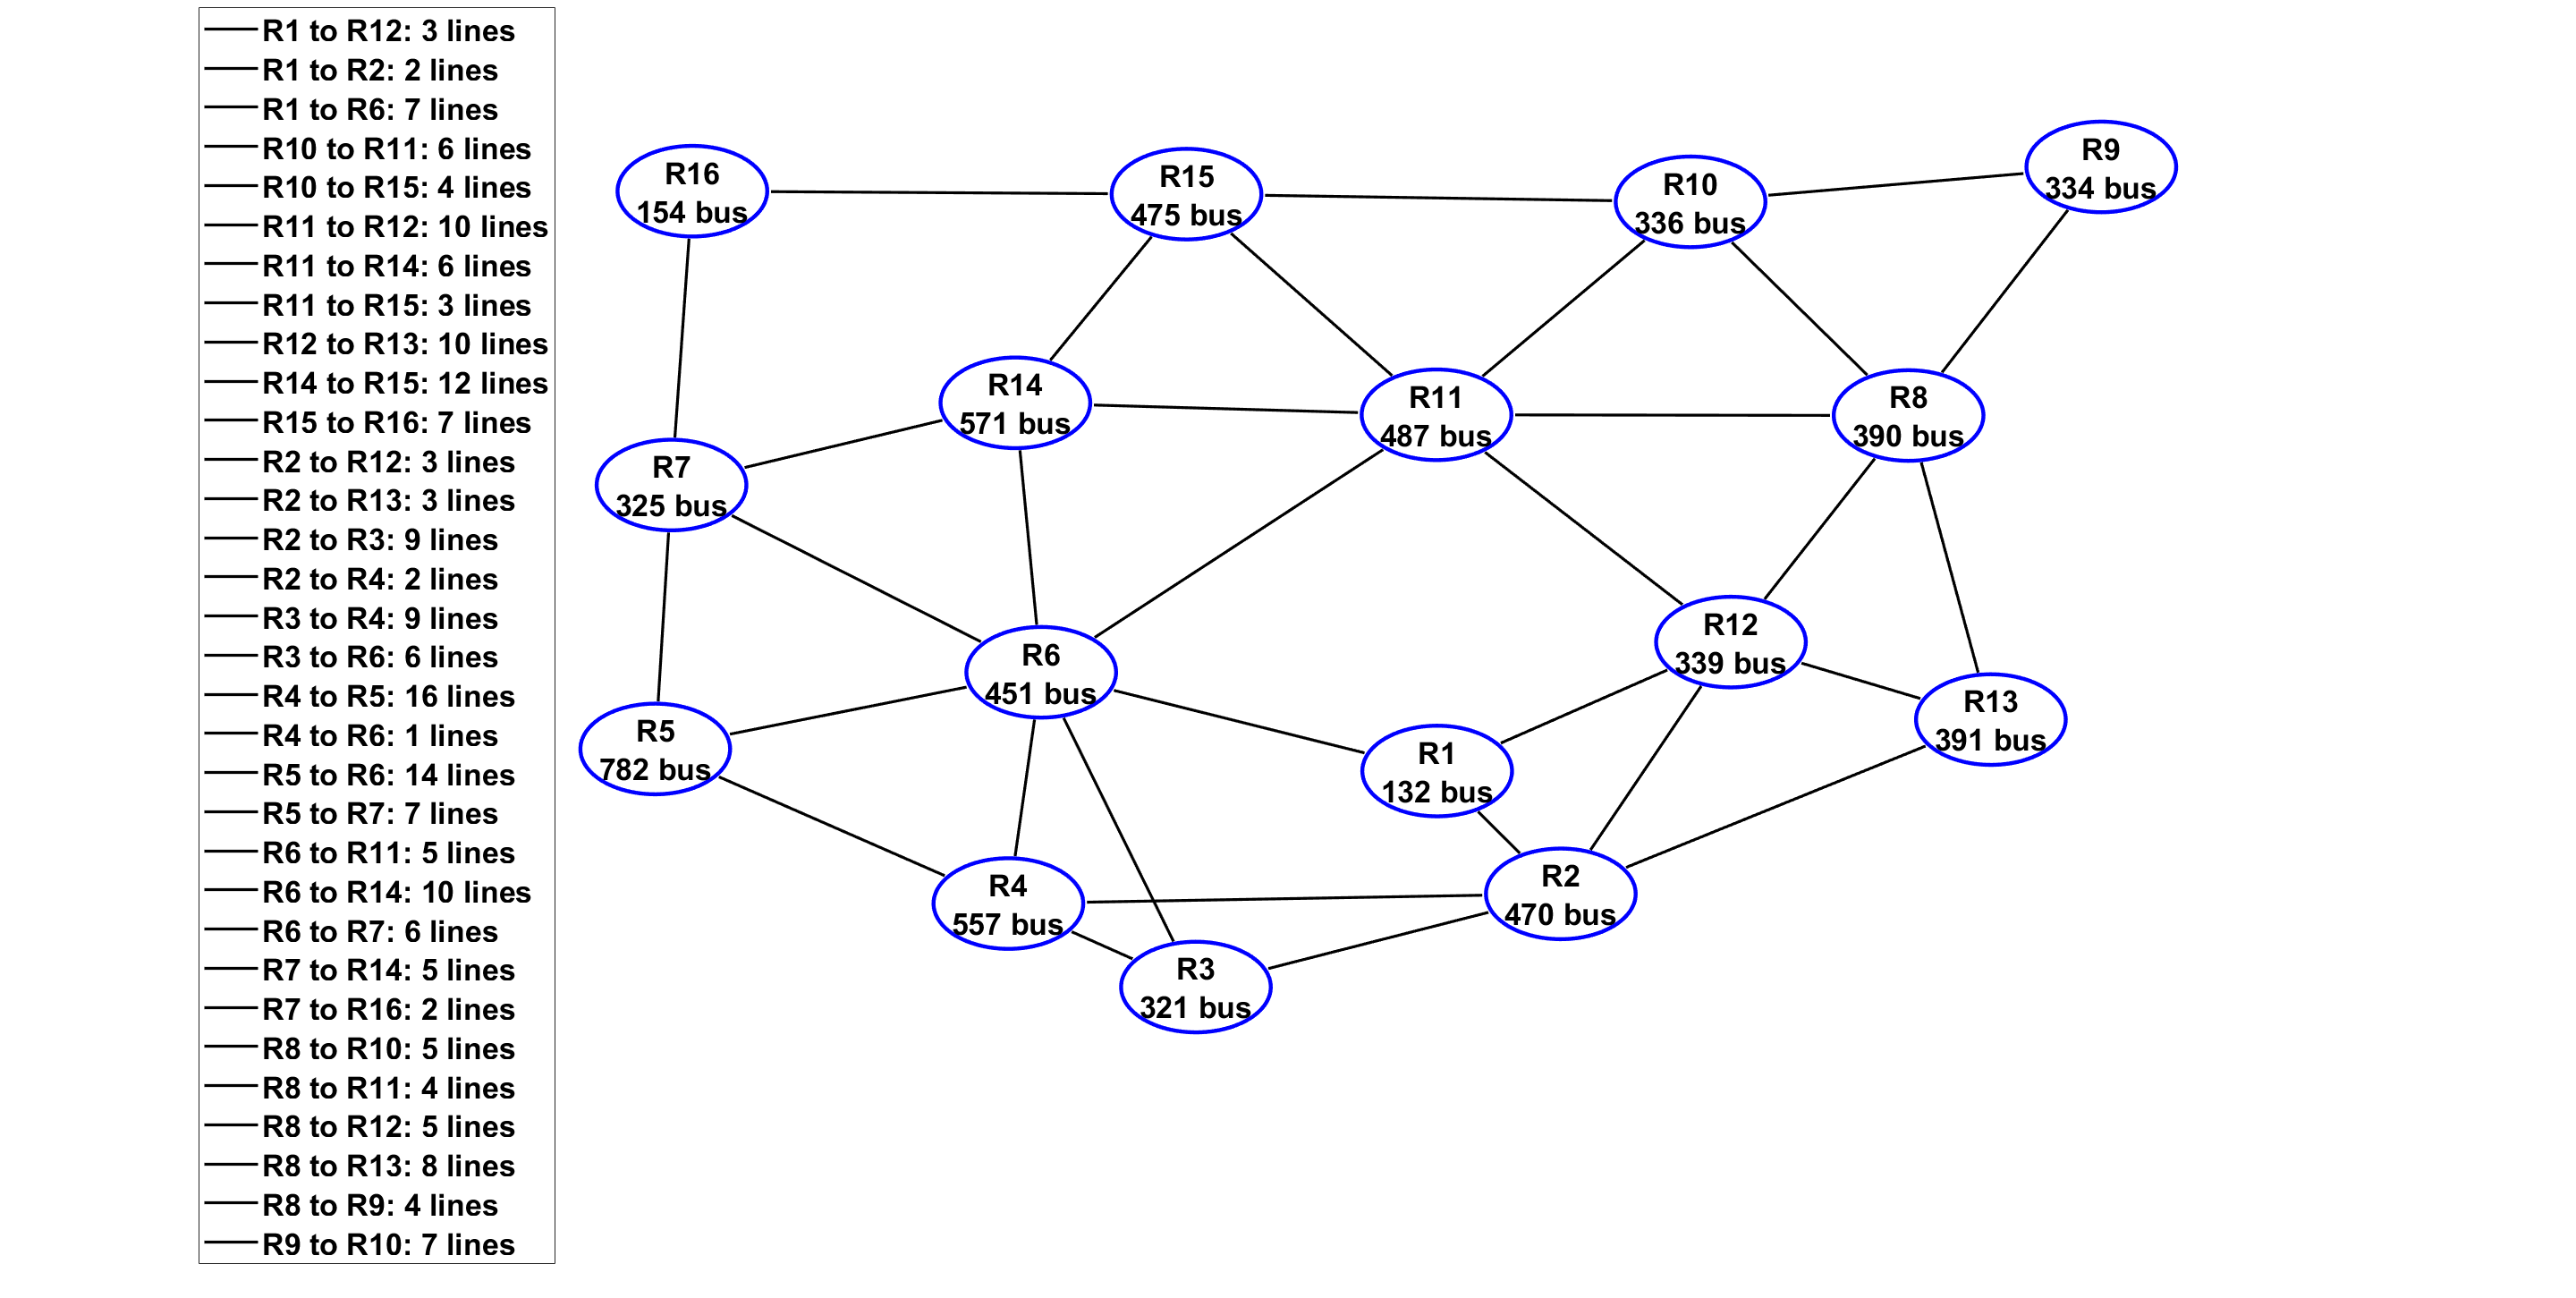 R1 to R12: 3 lines
R1 to R2: 2 lines
R1 to R6: 7 lines
R10 to R11: 6 lines
R10 to R15: 4 lines
R11 to R12: 10 lines
R11 to R14: 6 lines
R11 to R15: 3 lines
R12 to R13: 10 lines
R14 to R15: 12 lines
R15 to R16: 7 lines
R2 to R12: 3 lines
R2 to R13: 3 lines
R2 to R3: 9 lines
R2 to R4: 2 lines
R3 to R4: 9 lines
R3 to R6: 6 lines
R4 to R5: 16 lines
R4 to R6: 1 lines
R5 to R6: 14 lines
R5 to R7: 7 lines
R6 to R11: 5 lines
R6 to R14: 10 lines
R6 to R7: 6 lines
R7 to R14: 5 lines
R7 to R16: 2 lines
R8 to R10: 5 lines
R8 to R11: 4 lines
R8 to R12: 5 lines
R8 to R13: 8 lines
R8 to R9: 4 lines
R9 to R10: 7 lines
R16
154 bus
R15
475 bus
R10
336 bus
R9
334 bus
R14
571 bus
R11
487 bus
R8
390 bus
R7
325 bus
R6
451 bus
R12
339 bus
R13
391 bus
R5
782 bus
R1
132 bus
R4
557 bus
R2
470 bus
R3
321 bus